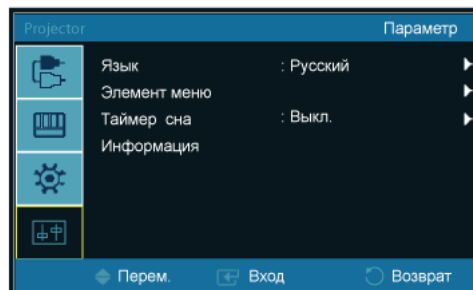 Projector Параметр
Язык : Русский
Элемент меню
Таймер сна : Выкл.
Информация
Перем. Вход Возврат